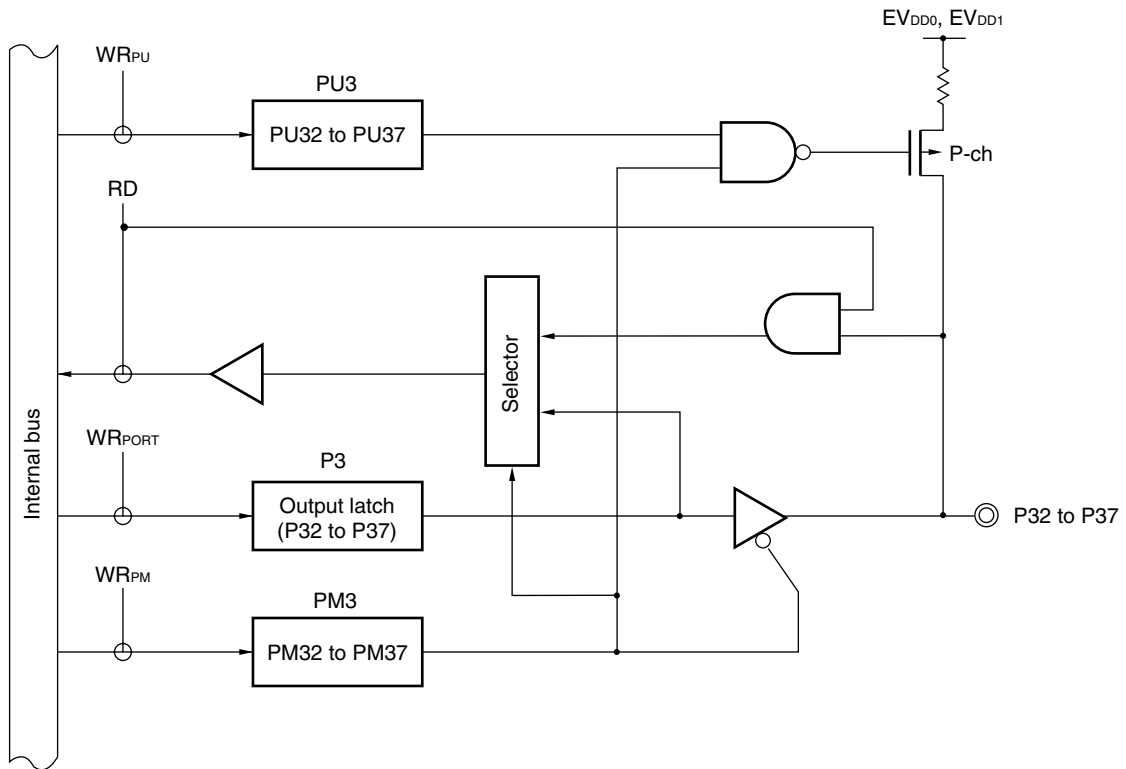 EVDD0, EVDD1
WRPU
PU3
PU32 to PU37
P-ch
RD
Selector
Internal bus
WRPORT
P3
Output latch
(P32 to P37)
P32 to P37
WRPM
PM3
PM32 to PM37